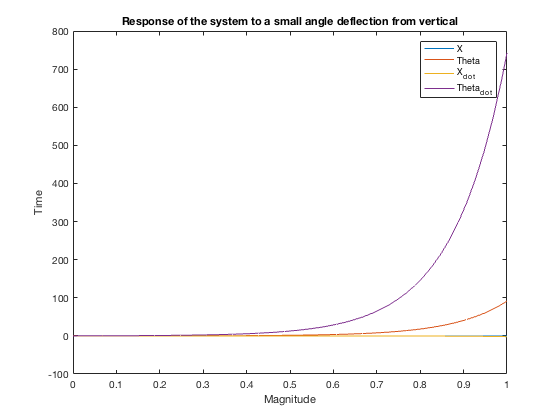 Response of the system to a small angle deflection from vertical
800
700
600
500
400
300
200
100
0
-100
Time
X
Theta
X_dot
Theta_dot
0 0.1 0.2 0.3 0.4 0.5 0.6 0.7 0.8 0.9 1
Magnitude